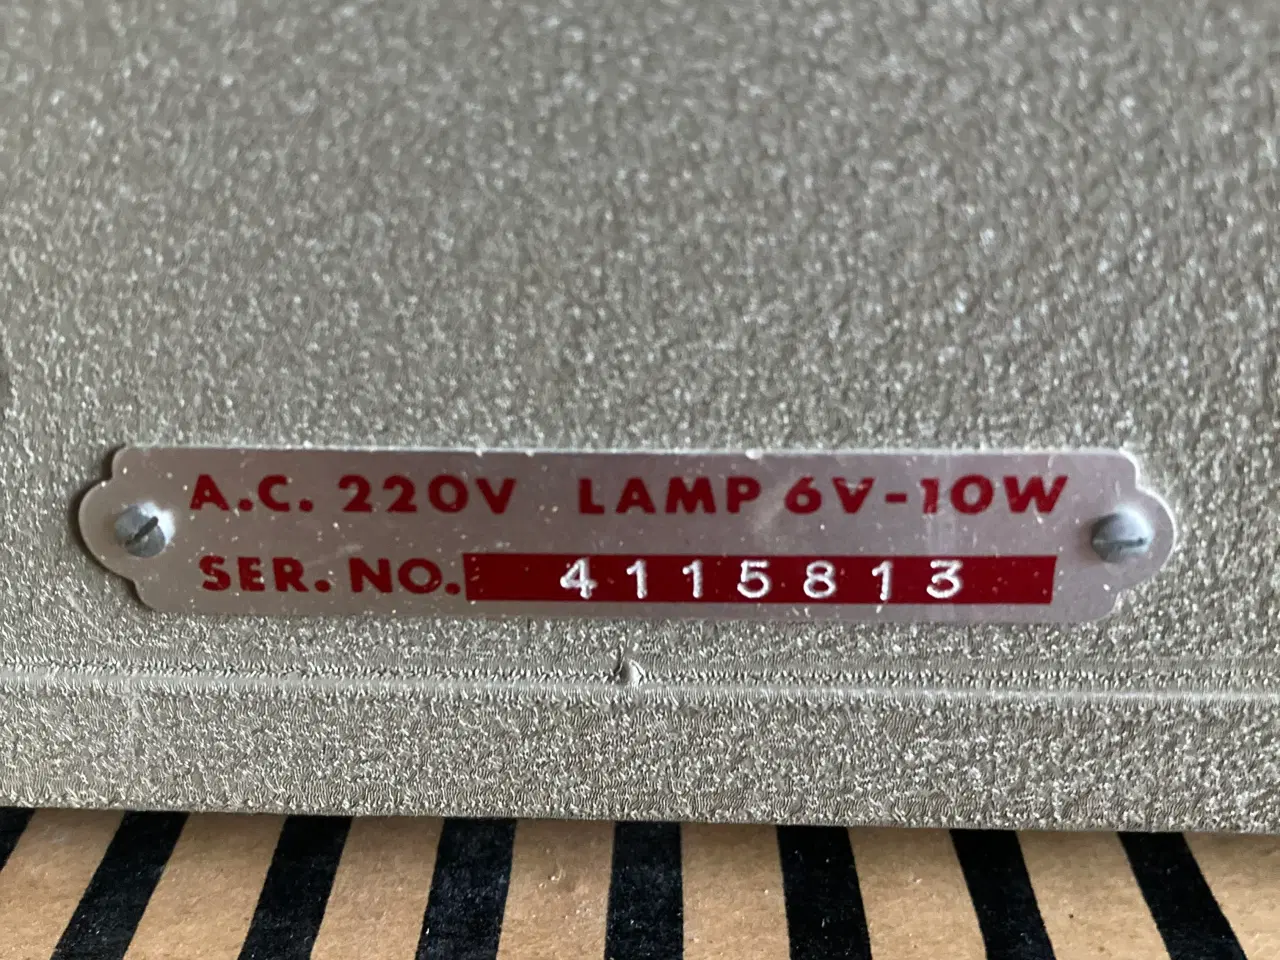 A.C. 220V LAMP 6V-10W
SER. NO. 4115813